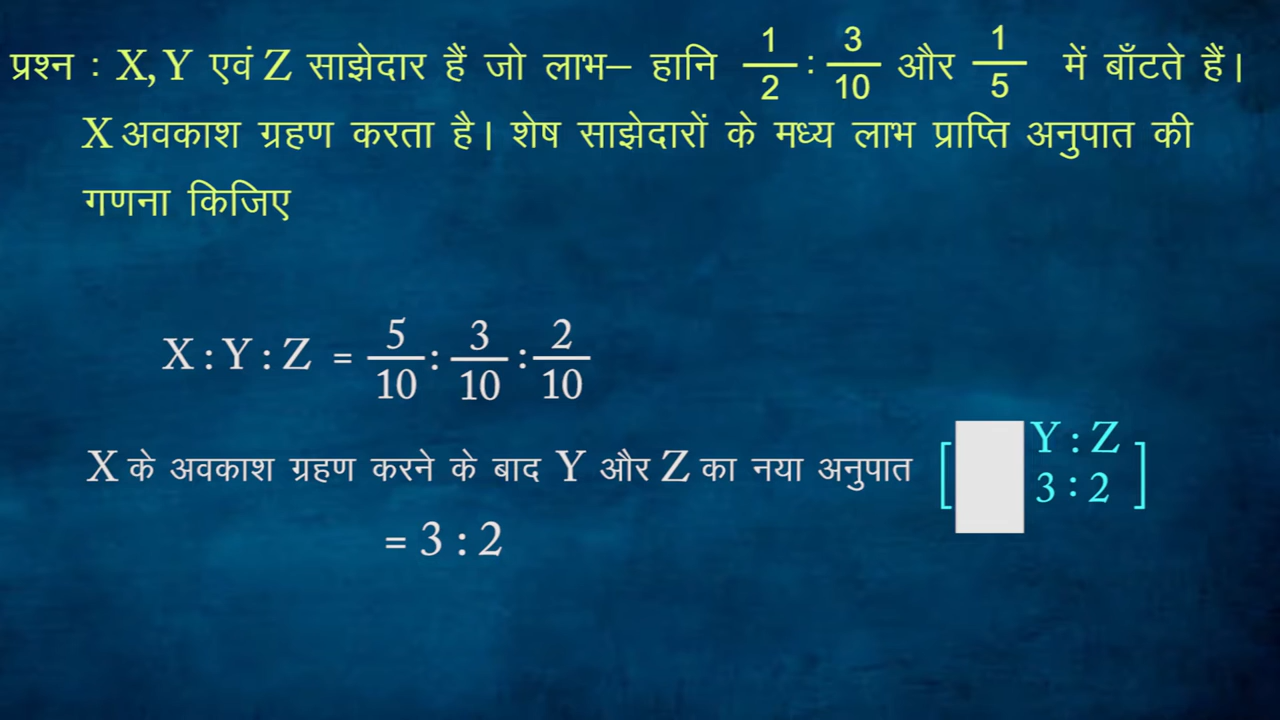 प्रश्न : X, Y एवं Z साझेदार हैं जो लाभ– हानि 1/2 : 3/10 और 1/5 में बाँटते हैं।
X अवकाश ग्रहण करता है। शेष साझेदारों के मध्य लाभ प्राप्ति अनुपात की
गणना किजिए
X : Y : Z = 5/10 : 3/10 : 2/10
X के अवकाश ग्रहण करने के बाद Y और Z का नया अनुपात [ Y : Z
3 : 2 ]
= 3 : 2